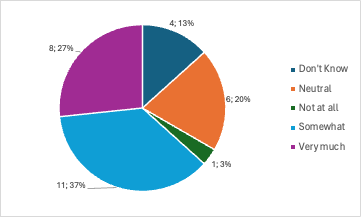 4; 13%
8; 27%
6; 20%
1; 3%
11; 37%
Don't Know
Neutral
Not at all
Somewhat
Very much